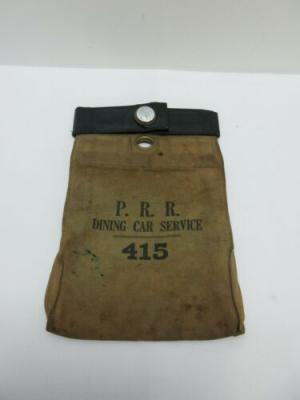 P. R. R.
DINING CAR SERVICE
415